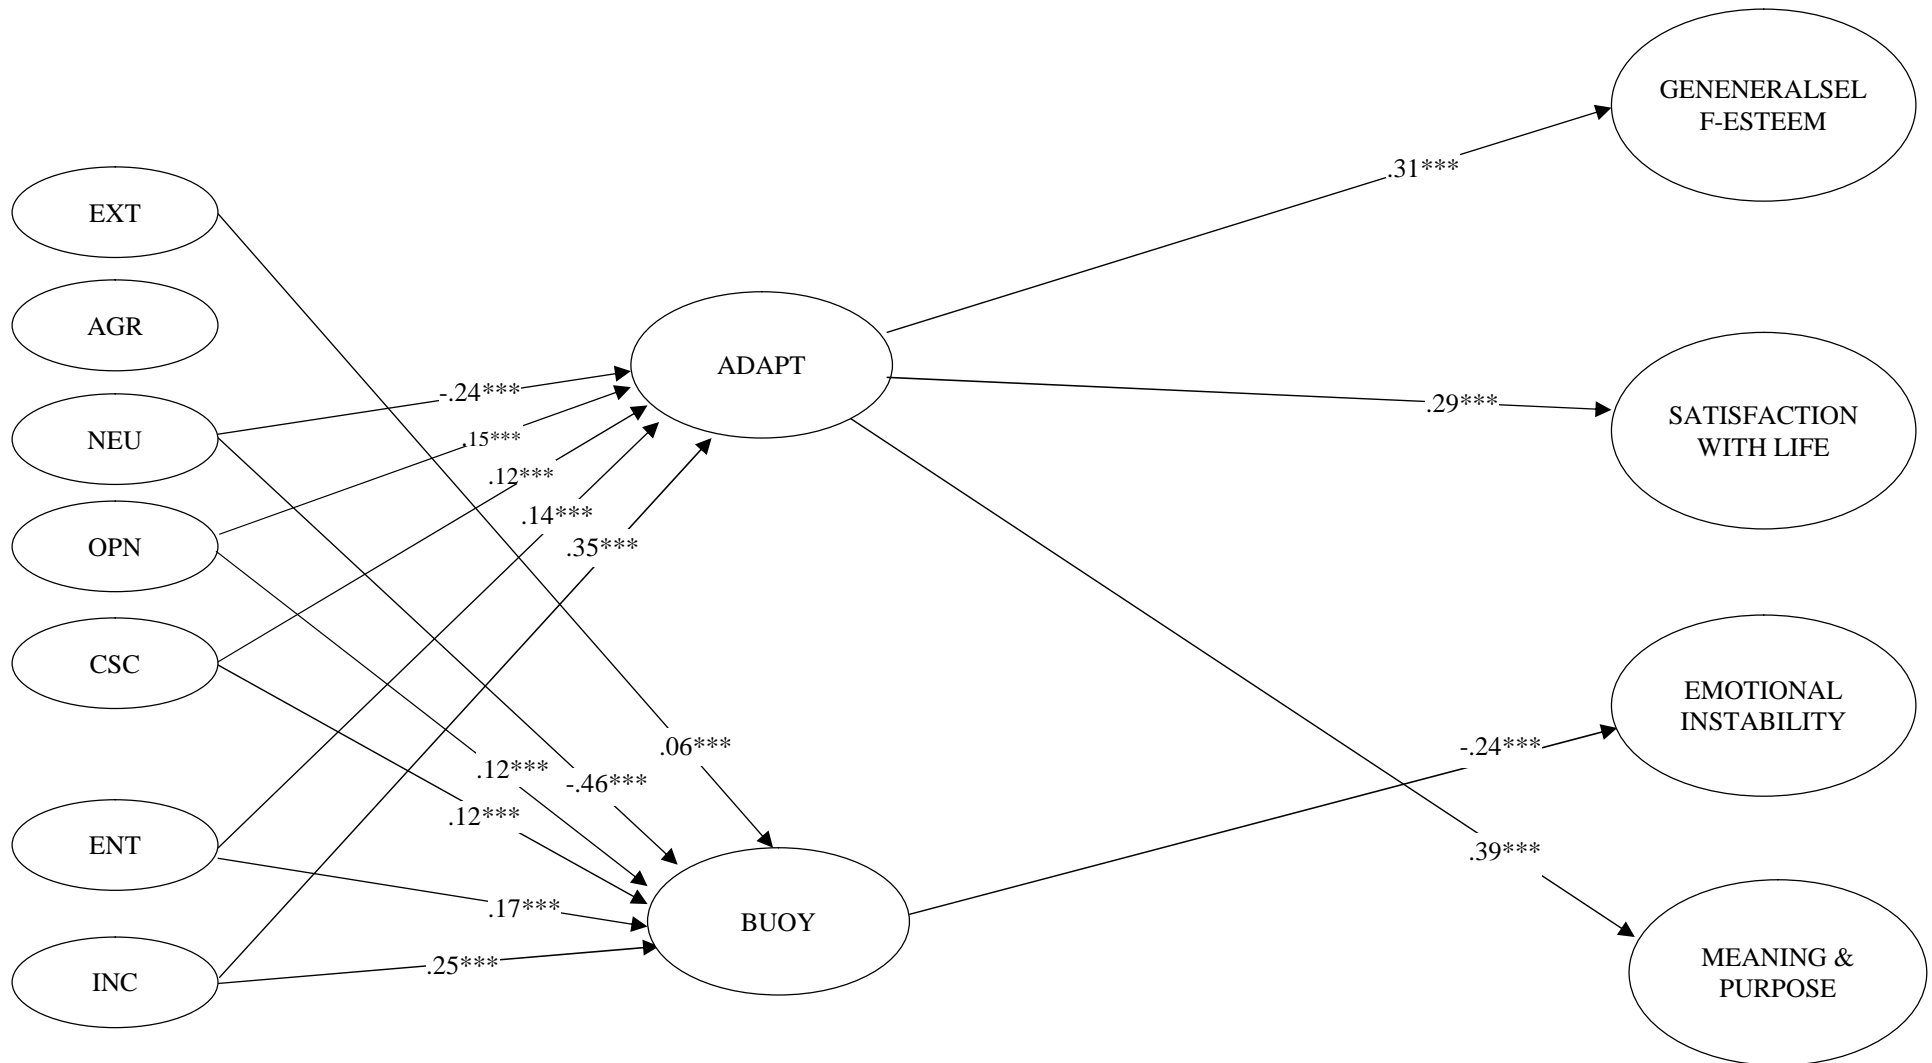 GENENERALSEL
F-ESTEEM
.31***
EXT
AGR
ADAPT
-.24***
.29***
SATISFACTION
WITH LIFE
NEU
.15***
.12***
.14***
.35***
OPN
CSC
EMOTIONAL
INSTABILITY
.06***
-.24***
.12***
-.46***
.12***
ENT
.39***
.17***
BUOY
.25***
INC
MEANING &
PURPOSE